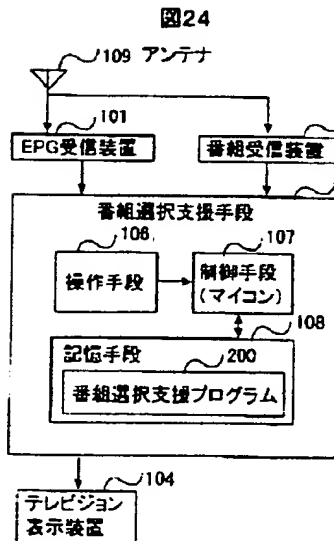 図24
109 アンテナ
101
EPG受信装置
番組受信装置
番組選択支援手段
106
107
操作手段
制御手段
(マイコン)
108
記憶手段
200
番組選択支援プログラム
104
テレビジョン
表示装置